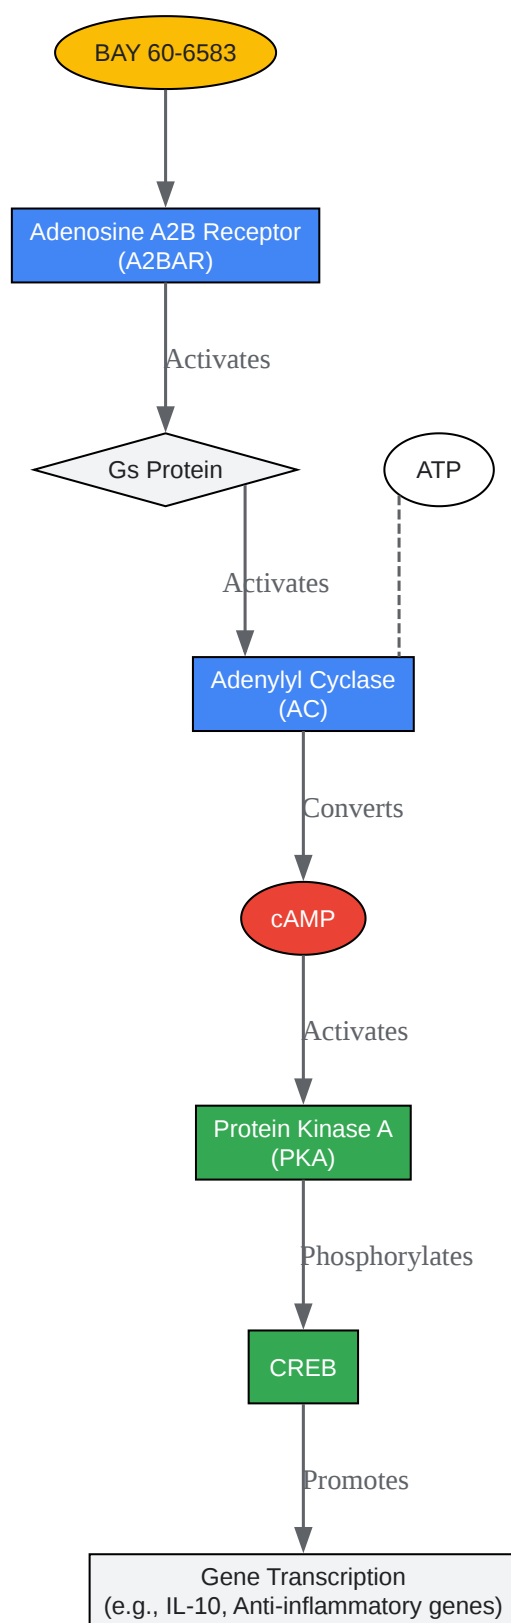 BAY 60-6583
Adenosine A2B Receptor
(A2BAR)
Activates
Gs Protein
ATP
Activates
Adenylyl Cyclase
(AC)
Converts
cAMP
Activates
Protein Kinase A
(PKA)
Phosphorylates
CREB
Promotes
Gene Transcription
(e.g., IL-10, Anti-inflammatory genes)